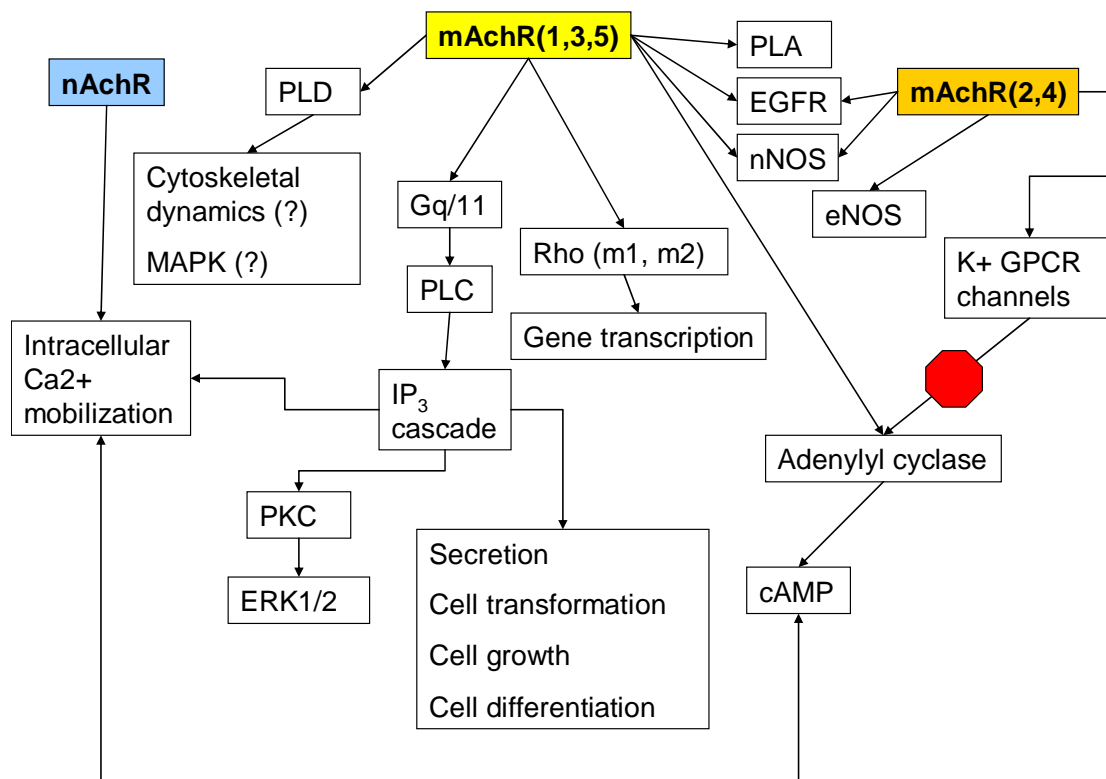 mAchR(1,3,5)
nAchR
PLD
PLA
EGFR
mAchR(2,4)
nNOS
eNOS
Cytoskeletal
dynamics (?)
MAPK (?)
Gq/11
Rho (m1, m2)
K+ GPCR
channels
PLC
Gene transcription
Intracellular
Ca2+
mobilization
IP3
cascade
Adenylyl cyclase
PKC
Secretion
Cell transformation
Cell growth
Cell differentiation
ERK1/2
cAMP